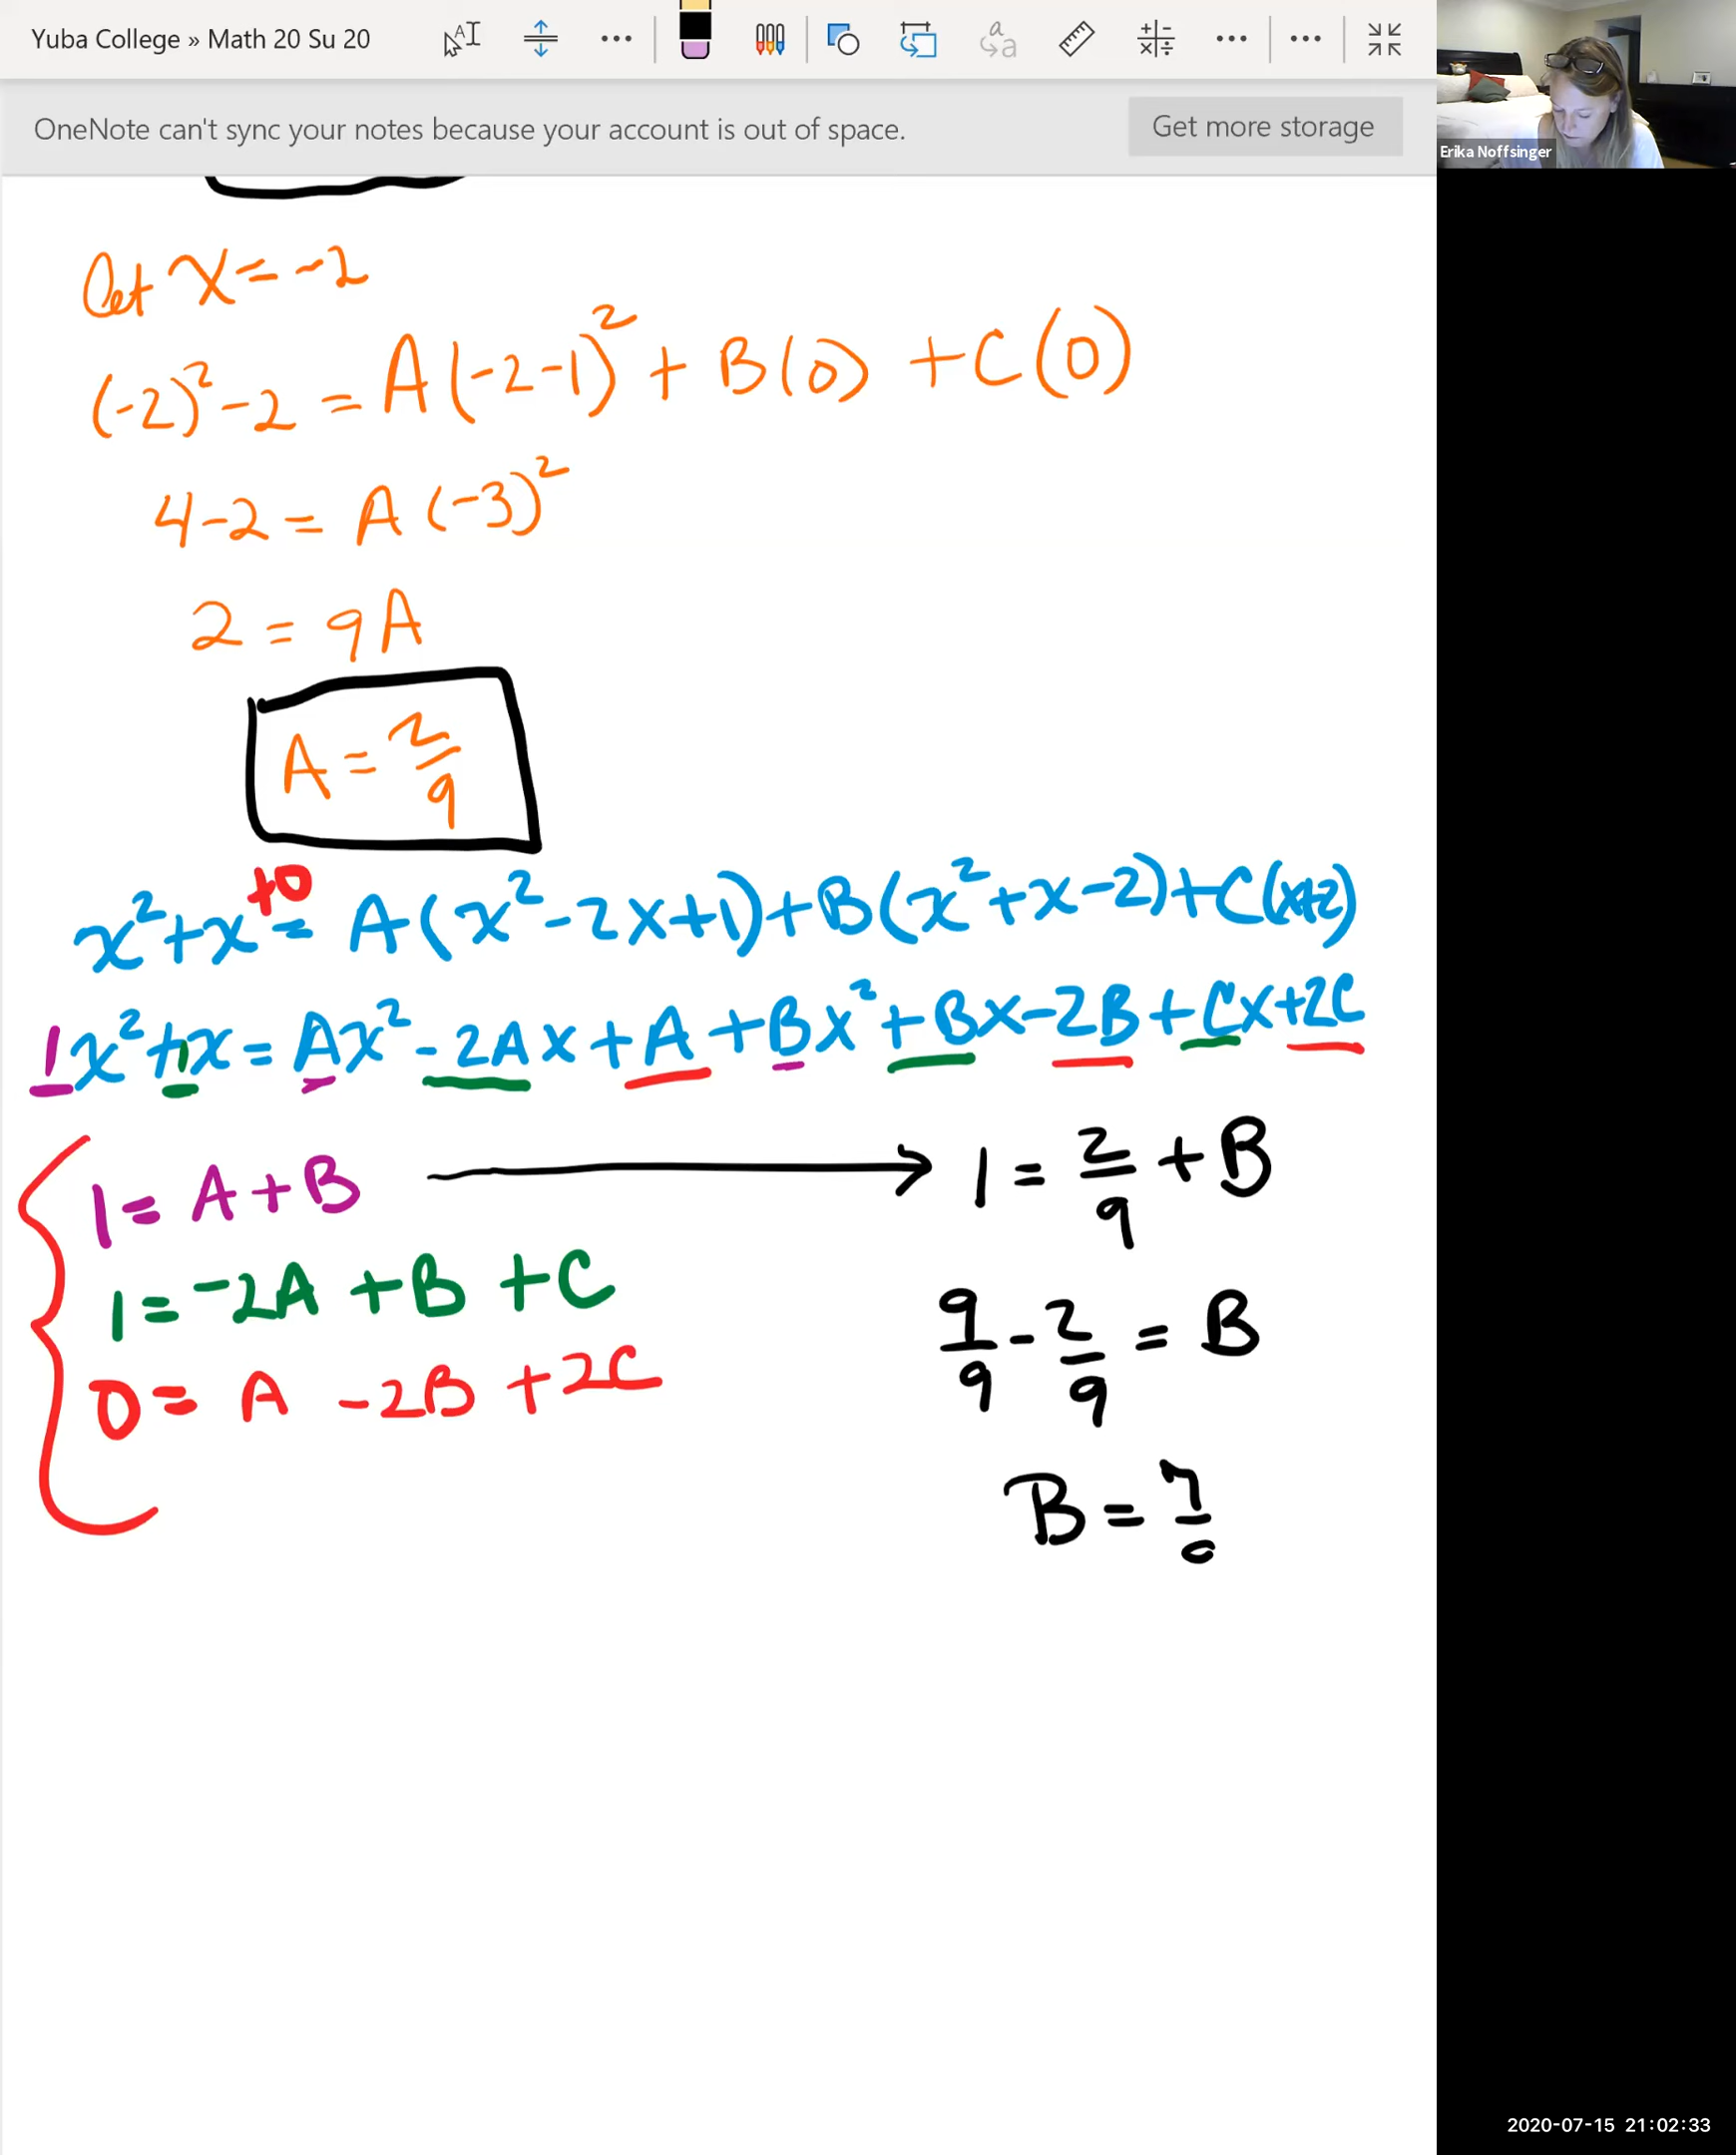 Yuba College » Math 20 Su 20
OneNote can't sync your notes because your account is out of space.
Get more storage
Erika Noffsinger
Let x = -2
(-2)² - 2 = A(-2-1)² + B(0) + C(0)
4 - 2 = A(-3)²
2 = 9A
A = 2/9
+0
x² + x = A(x² - 2x + 1) + B(x² + x - 2) + C(x+2)
1x² + 1x = Ax² - 2Ax + A + Bx² + Bx - 2B + Cx + 2C
1 = A + B
1 = -2A + B + C
0 = A - 2B + 2C
1 = 2/9 + B
9/9 - 2/9 = B
B = 7/
2020-07-15 21:02:33